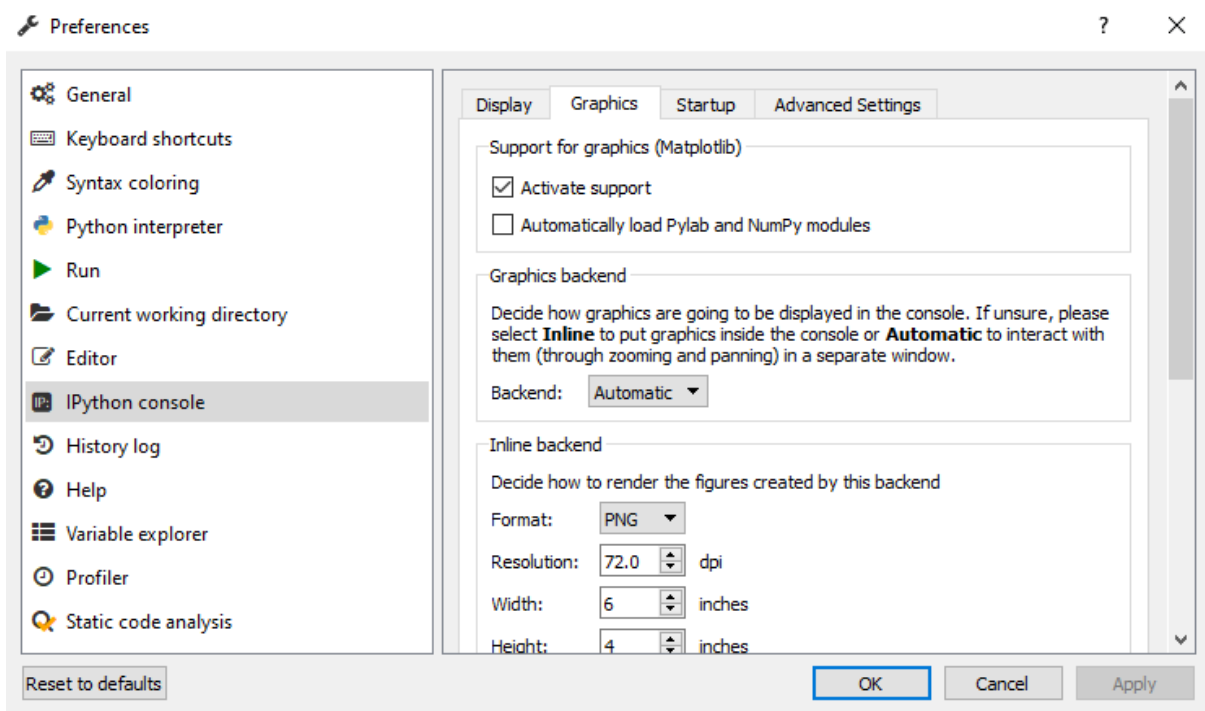 Preferences
?
General
Keyboard shortcuts
Syntax coloring
Python interpreter
Run
Current working directory
Editor
IP:
IPython console
History log
Help
Variable explorer
Profiler
Static code analysis
Display Graphics Startup Advanced Settings
Support for graphics (Matplotlib)
Activate support
Automatically load Pylab and NumPy modules
Graphics backend
Decide how graphics are going to be displayed in the console. If unsure, please
select Inline to put graphics inside the console or Automatic to interact with
them (through zooming and panning) in a separate window.
Backend: Automatic
Inline backend
Decide how to render the figures created by this backend
Format: PNG
Resolution: 72.0 dpi
Width: 6 inches
Height: 4 inches
Reset to defaults OK Cancel Apply